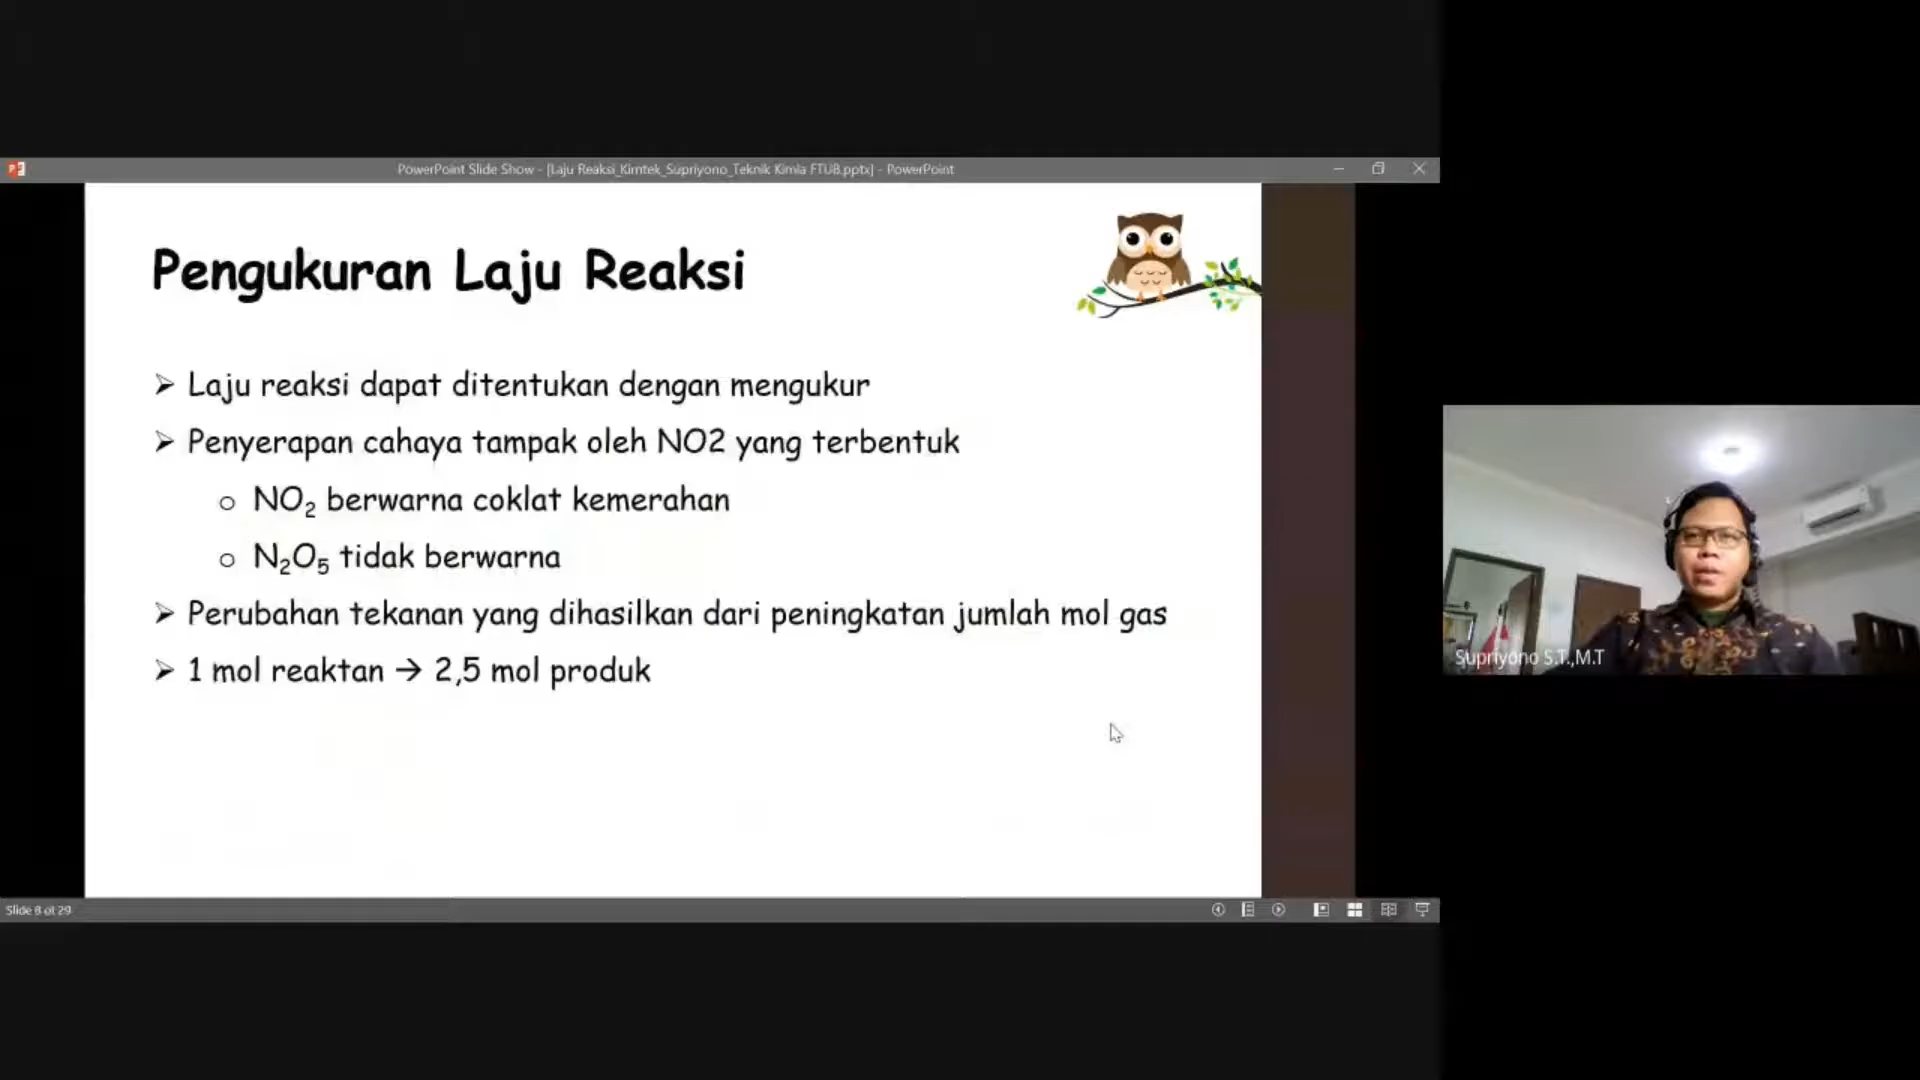 PowerPoint Slide Show - [Laju Reaksi_Kimtek_Supriyono_Teknik Kimia FTUB.pptx] - PowerPoint
Pengukuran Laju Reaksi
➢ Laju reaksi dapat ditentukan dengan mengukur
➢ Penyerapan cahaya tampak oleh NO2 yang terbentuk
o NO₂ berwarna coklat kemerahan
o N₂O₅ tidak berwarna
➢ Perubahan tekanan yang dihasilkan dari peningkatan jumlah mol gas
➢ 1 mol reaktan → 2,5 mol produk
Supriyono S.T.,M.T
Slide 8 of 29